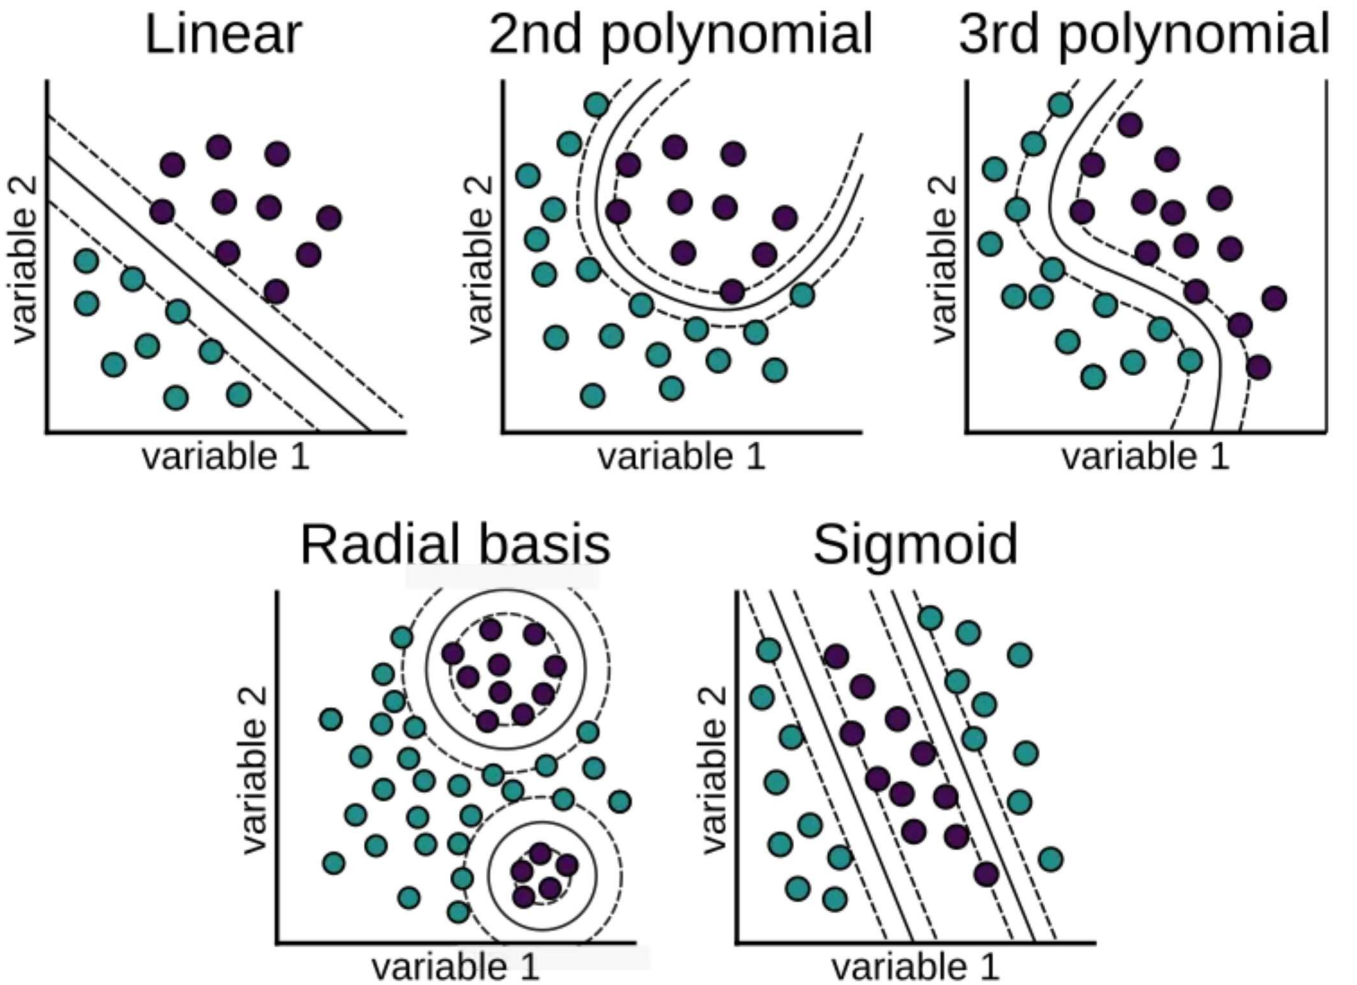 Linear
2nd polynomial
3rd polynomial
variable 2
variable 1
variable 2
variable 1
variable 2
variable 1
Radial basis
Sigmoid
variable 2
variable 1
variable 2
variable 1